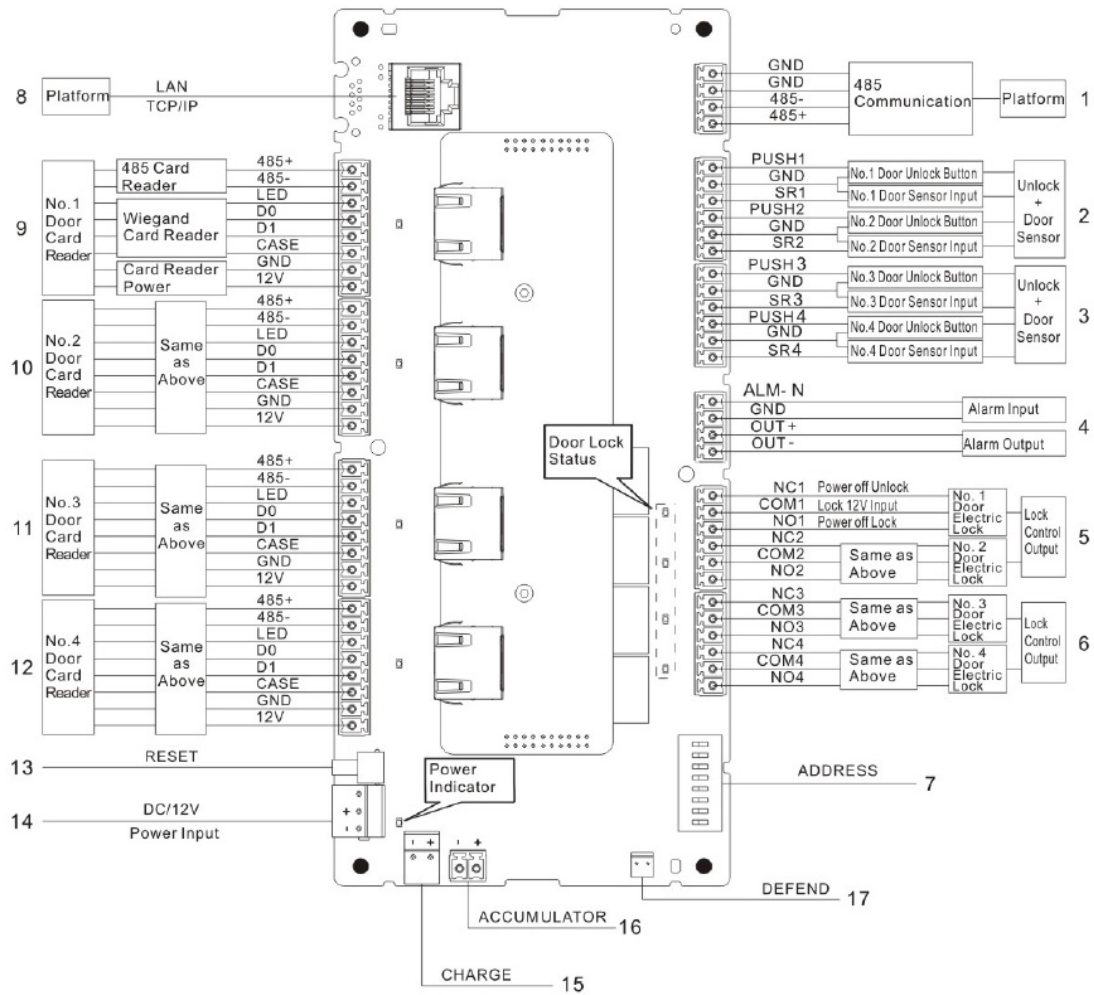 8
Platform
LAN
TCP/IP
GND
GND
485-
485+
485
Communication
Platform
1
9
No.1
Door
Card
Reader
485 Card
Reader
Wiegand
Card Reader
Card Reader
Power
485+
485-
LED
D0
D1
CASE
GND
12V
PUSH1
GND
SR1
PUSH2
GND
SR2
No.1 Door Unlock Button
No.1 Door Sensor Input
No.2 Door Unlock Button
No.2 Door Sensor Input
Unlock
+
Door
Sensor
2
PUSH3
GND
SR3
PUSH4
GND
SR4
No.3 Door Unlock Button
No.3 Door Sensor Input
No.4 Door Unlock Button
No.4 Door Sensor Input
Unlock
+
Door
Sensor
3
10
No.2
Door
Card
Reader
Same
as
Above
485+
485-
LED
D0
D1
CASE
GND
12V
ALM- N
GND
OUT+
OUT-
Alarm Input
Alarm Output
4
Door Lock
Status
11
No.3
Door
Card
Reader
Same
as
Above
485+
485-
LED
D0
D1
CASE
GND
12V
NC1 Power off Unlock
COM1 Lock 12V Input
NO1 Power off Lock
NC2
COM2
NO2
Same as
Above
No. 1
Door
Electric
Lock
No. 2
Door
Electric
Lock
Lock
Control
Output
5
NC3
COM3
NO3
NC4
COM4
NO4
Same as
Above
Same as
Above
No. 3
Door
Electric
Lock
No. 4
Door
Electric
Lock
Lock
Control
Output
6
12
No.4
Door
Card
Reader
Same
as
Above
485+
485-
LED
D0
D1
CASE
GND
12V
13
RESET
14
DC/12V
Power Input
+
-
Power
Indicator
ADDRESS
7
- +
- +
DEFEND
17
ACCUMULATOR
16
CHARGE
15